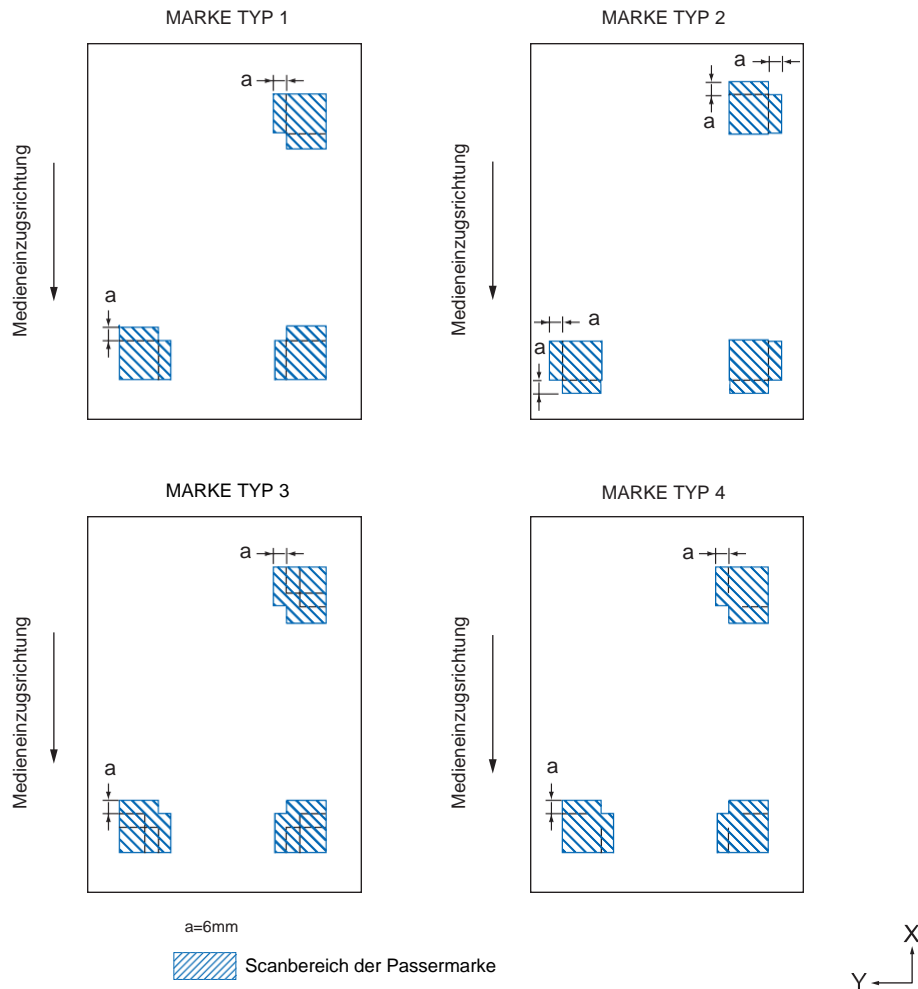 MARKE TYP 1
a
Medieneinzugsrichtung
a
MARKE TYP 2
a
a
Medieneinzugsrichtung
a
a
MARKE TYP 3
a
Medieneinzugsrichtung
a
MARKE TYP 4
a
Medieneinzugsrichtung
a
a=6mm
Scanbereich der Passermarke
X
Y